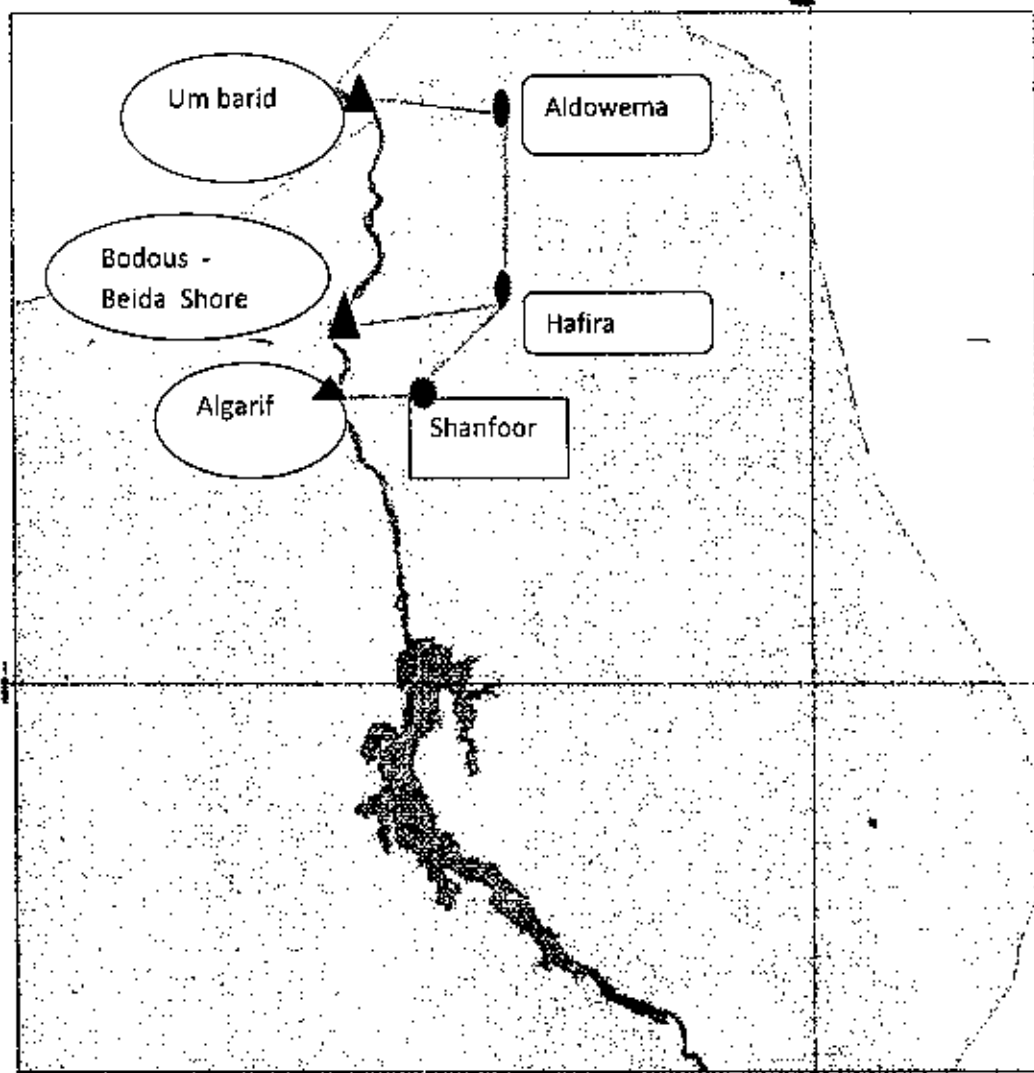 Um barid
Aldowema
Bodous -
Beida Shore
Hafira
Algarif
Shanfoor